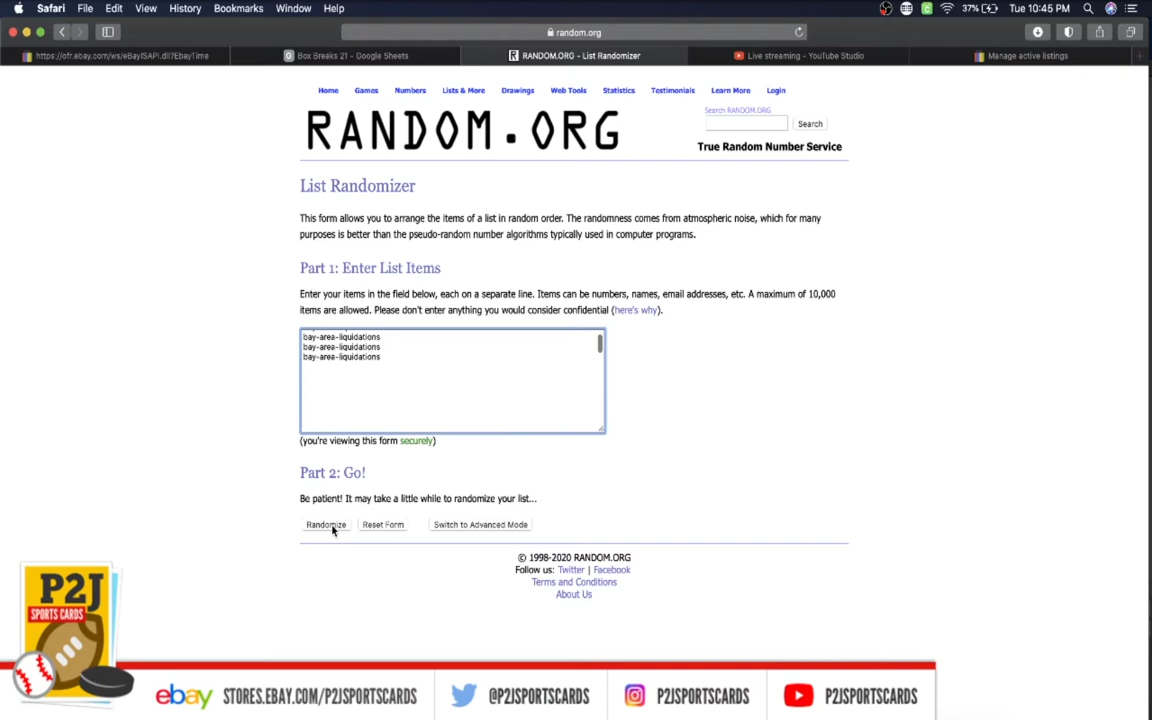 Safari File Edit View History Bookmarks Window Help 37% Tue 10:45 PM
random.org
https://ofr.ebay.com/ws/eBayISAPI.dll?EbayTime Box Breaks 21 - Google Sheets RANDOM.ORG - List Randomizer Live streaming - YouTube Studio Manage active listings
Home Games Numbers Lists & More Drawings Web Tools Statistics Testimonials Learn More Login
RANDOM.ORG
Search RANDOM.ORG
Search
True Random Number Service
List Randomizer
This form allows you to arrange the items of a list in random order. The randomness comes from atmospheric noise, which for many
purposes is better than the pseudo-random number algorithms typically used in computer programs.
Part 1: Enter List Items
Enter your items in the field below, each on a separate line. Items can be numbers, names, email addresses, etc. A maximum of 10,000
items are allowed. Please don't enter anything you would consider confidential (here's why).
bay-area-liquidations
bay-area-liquidations
bay-area-liquidations
(you're viewing this form securely)
Part 2: Go!
Be patient! It may take a little while to randomize your list...
Randomize Reset Form Switch to Advanced Mode
© 1998-2020 RANDOM.ORG
Follow us: Twitter | Facebook
Terms and Conditions
About Us
P2J
SPORTS CARDS
ebay STORES.EBAY.COM/P2JSPORTSCARDS @P2JSPORTSCARDS P2JSPORTSCARDS P2JSPORTSCARDS